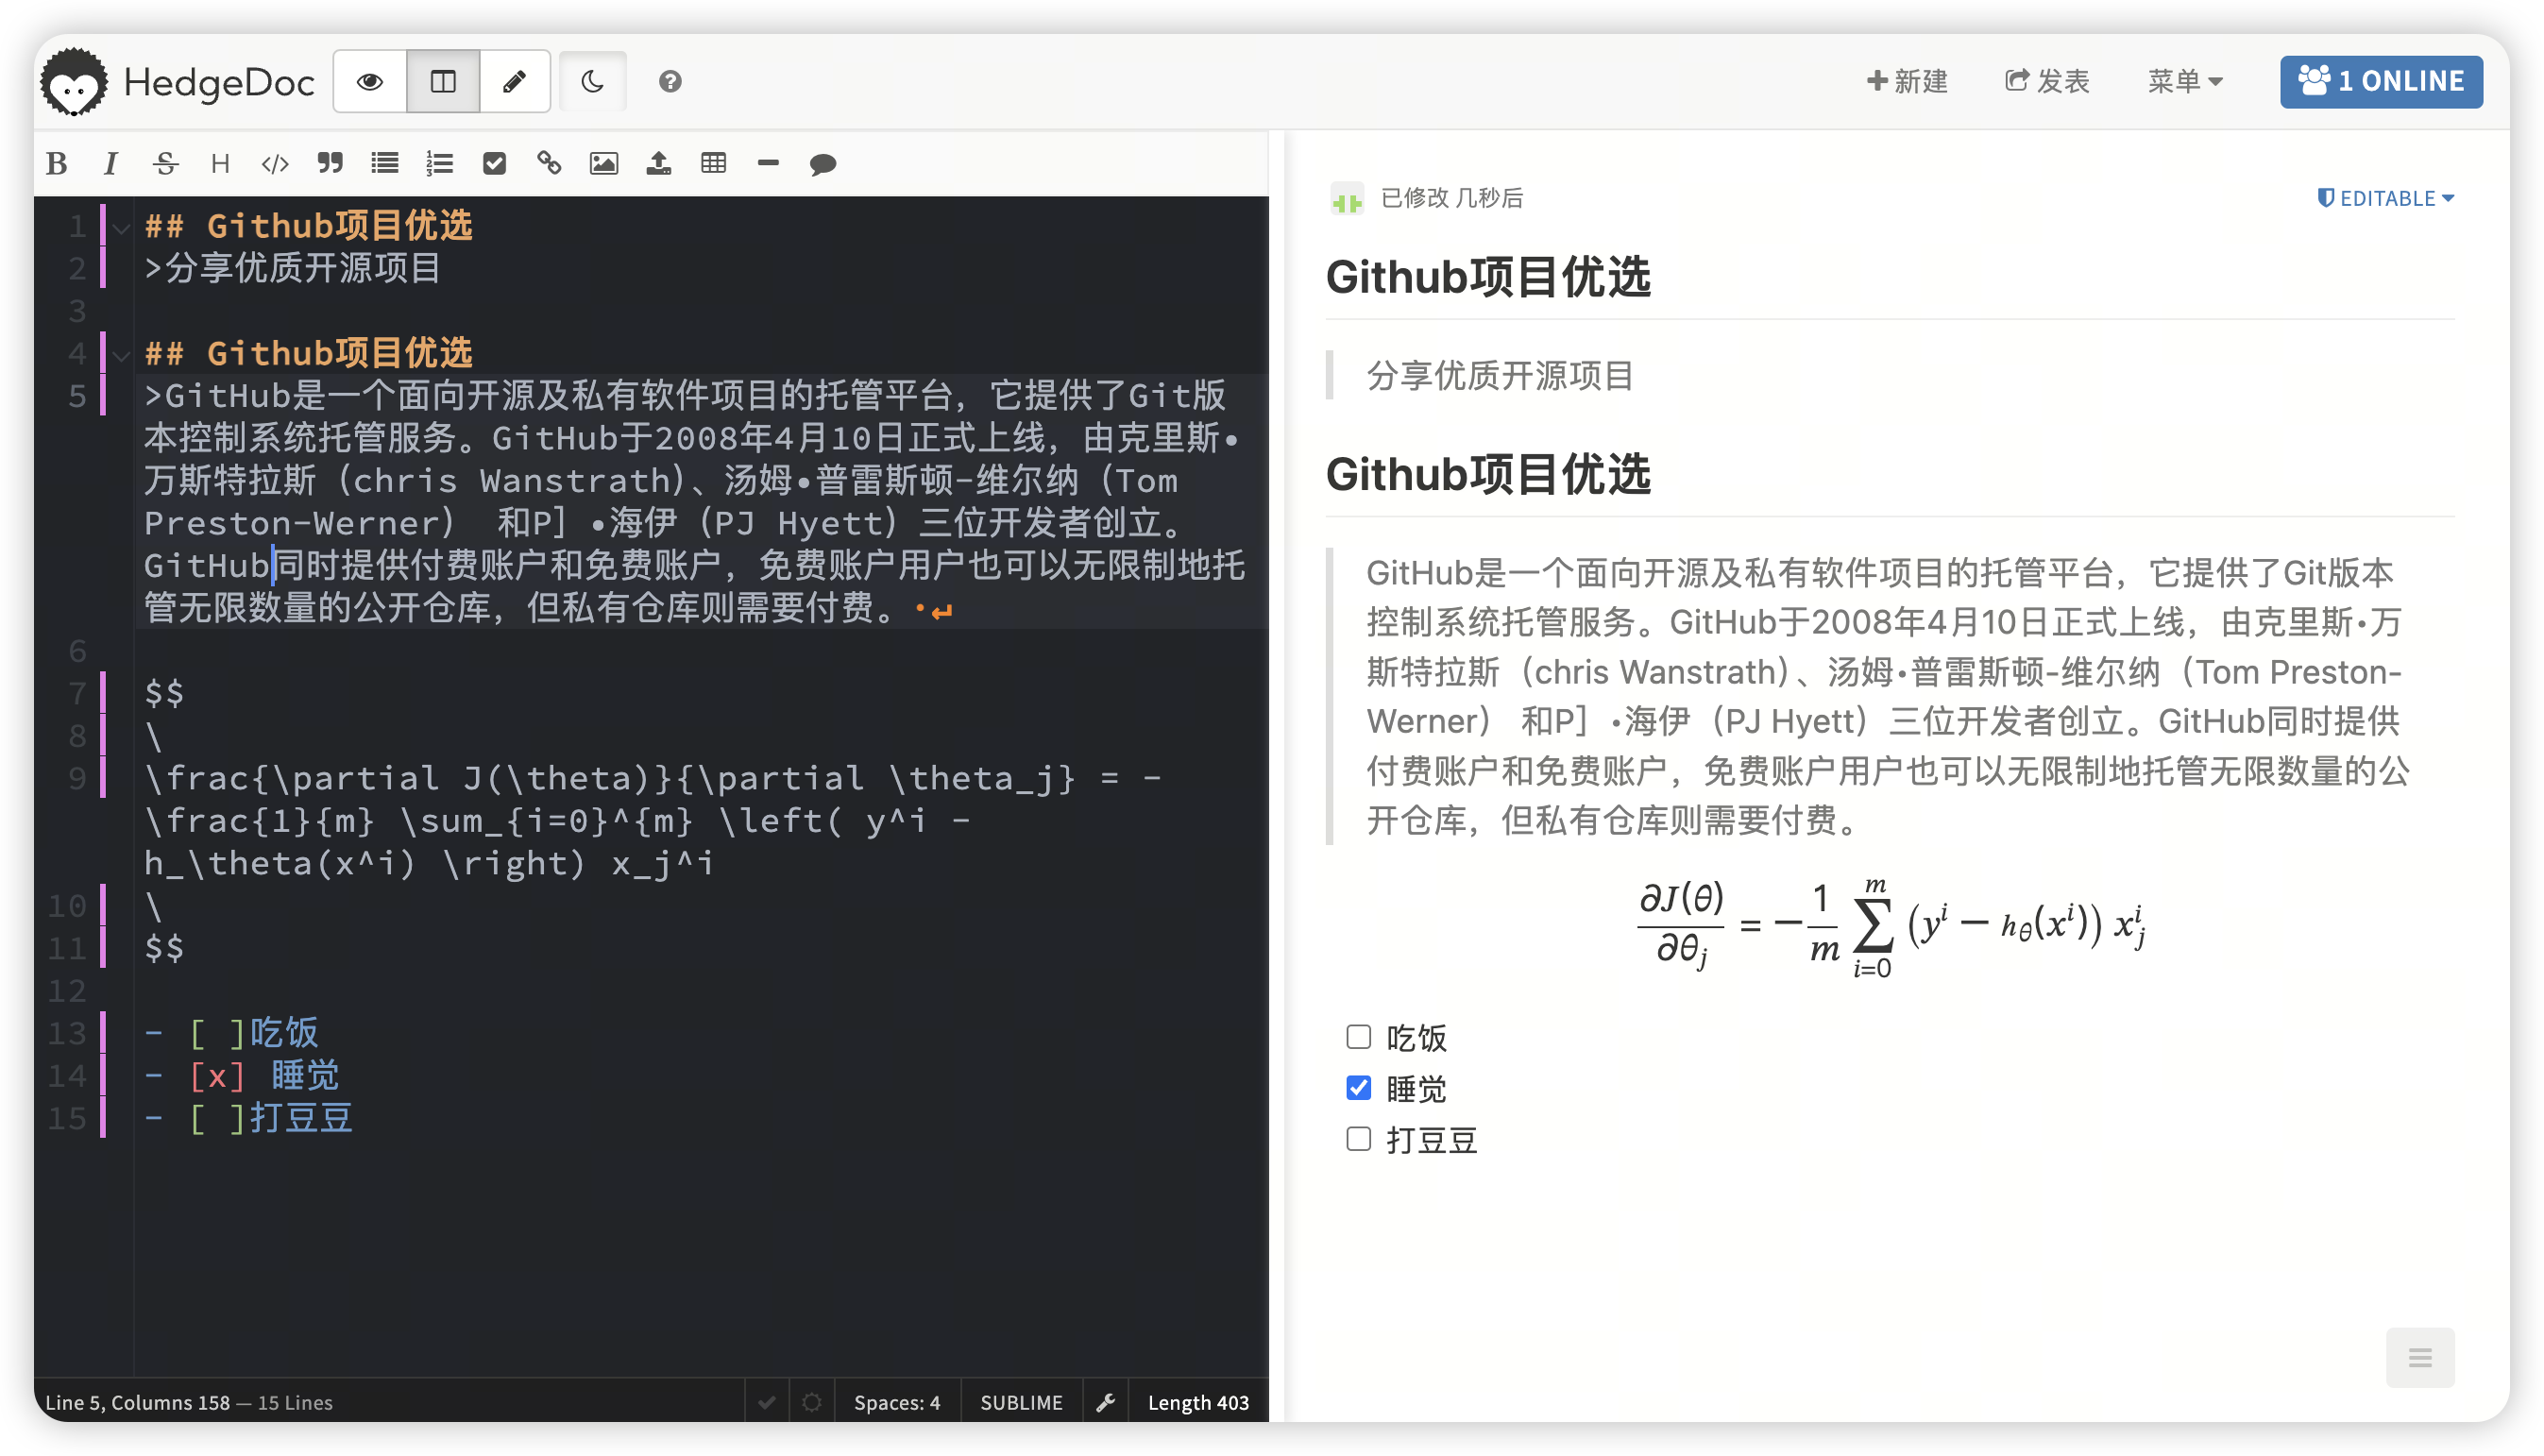 HedgeDoc
新建
发表
菜单
1 ONLINE
B I S H </>
1 ## Github项目优选
2 >分享优质开源项目
3
4 ## Github项目优选
5 >GitHub是一个面向开源及私有软件项目的托管平台，它提供了Git版
本控制系统托管服务。GitHub于2008年4月10日正式上线，由克里斯•
万斯特拉斯（chris Wanstrath）、汤姆•普雷斯顿-维尔纳（Tom
Preston-Werner） 和P］•海伊（PJ Hyett）三位开发者创立。
GitHub同时提供付费账户和免费账户，免费账户用户也可以无限制地托
管无限数量的公开仓库，但私有仓库则需要付费。
6
7 $$
8 \
9 \frac{\partial J(\theta)}{\partial \theta_j} = -
\frac{1}{m} \sum_{i=0}^{m} \left( y^i -
h_\theta(x^i) \right) x_j^i
10 \
11 $$
12
13 - [ ]吃饭
14 - [x] 睡觉
15 - [ ]打豆豆
Line 5, Columns 158 — 15 Lines
Spaces: 4
SUBLIME
Length 403
已修改 几秒后
EDITABLE
Github项目优选
分享优质开源项目
Github项目优选
GitHub是一个面向开源及私有软件项目的托管平台，它提供了Git版本
控制系统托管服务。GitHub于2008年4月10日正式上线，由克里斯•万
斯特拉斯（chris Wanstrath）、汤姆•普雷斯顿-维尔纳（Tom Preston-
Werner） 和P］•海伊（PJ Hyett）三位开发者创立。GitHub同时提供
付费账户和免费账户，免费账户用户也可以无限制地托管无限数量的公
开仓库，但私有仓库则需要付费。
∂J(θ)/∂θ_j = −1/m ∑_{i=0}^{m} (y^i − h_θ(x^i)) x_j^i
吃饭
睡觉
打豆豆